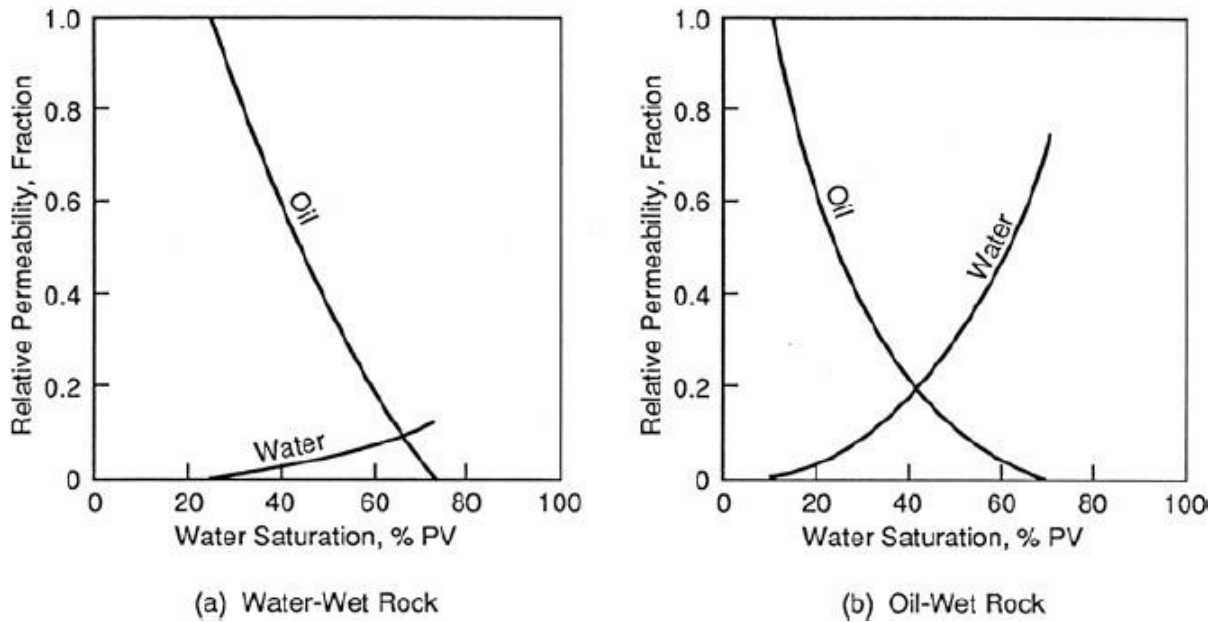 Relative Permeability, Fraction
1.0
0.8
0.6
0.4
0.2
0
Oil
Water
0 20 40 60 80 100
Water Saturation, % PV
(a) Water-Wet Rock
Relative Permeability, Fraction
1.0
0.8
0.6
0.4
0.2
0
Oil
Water
0 20 40 60 80 100
Water Saturation, % PV
(b) Oil-Wet Rock